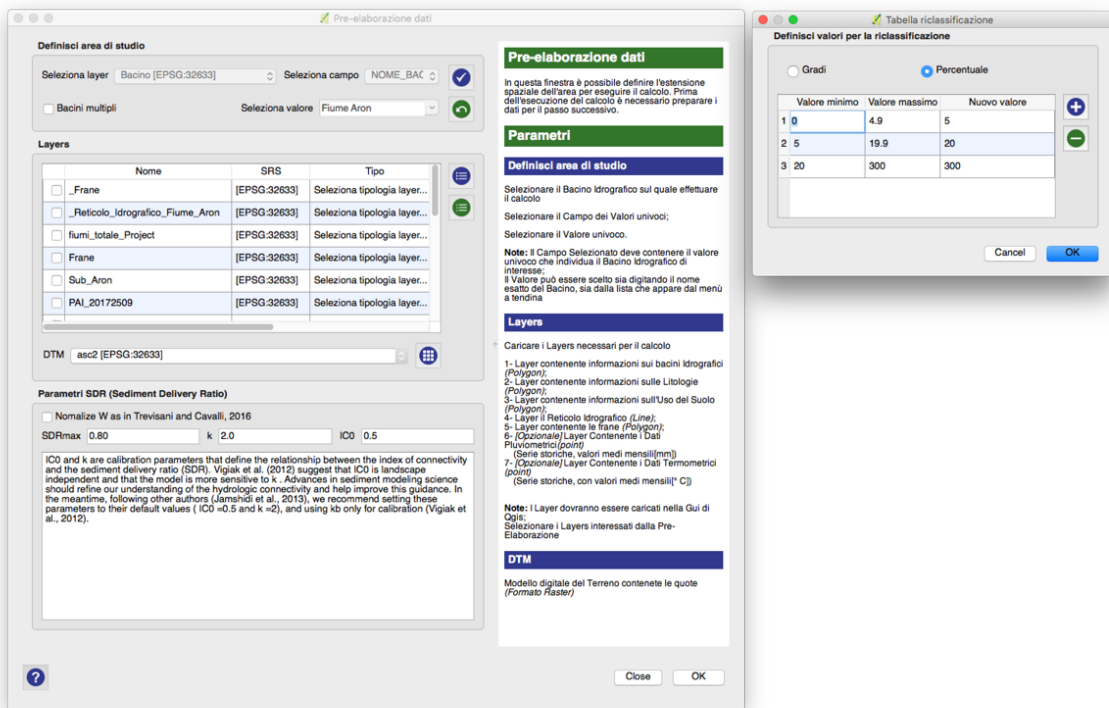 Pre-elaborazione dati
Definisci area di studio
Seleziona layer Bacino [EPSG:32633] Seleziona campo NOME_BAC
Bacini multipli Seleziona valore Fiume Aron
Layers
Nome SRS Tipo
_Frane [EPSG:32633] Seleziona tipologia layer...
_Reticolo_Idrografico_Fiume_Aron [EPSG:32633] Seleziona tipologia layer...
fiumi_totale_Project [EPSG:32633] Seleziona tipologia layer...
Frane [EPSG:32633] Seleziona tipologia layer...
Sub_Aron [EPSG:32633] Seleziona tipologia layer...
PAI_20172509 [EPSG:32633] Seleziona tipologia layer...
DTM asc2 [EPSG:32633]
Parametri SDR (Sediment Delivery Ratio)
Nomalize W as in Trevisani and Cavalli, 2016
SDRmax 0.80 k 2.0 IC0 0.5
IC0 and k are calibration parameters that define the relationship between the index of connectivity
and the sediment delivery ratio (SDR). Vigiak et al. (2012) suggest that IC0 is landscape
independent and that the model is more sensitive to k . Advances in sediment modeling science
should refine our understanding of the hydrologic connectivity and help improve this guidance. In
the meantime, following other authors (Jamshidi et al., 2013), we recommend setting these
parameters to their default values ( IC0 =0.5 and k =2), and using kb only for calibration (Vigiak et
al., 2012).
?
Close OK
Pre-elaborazione dati
In questa finestra è possibile definire l'estensione
spaziale dell'area per eseguire il calcolo. Prima
dell'esecuzione del calcolo è necessario preparare i
dati per il passo successivo.
Parametri
Definisci area di studio
Selezionare il Bacino Idrografico sul quale effettuare
il calcolo
Selezionare il Campo dei Valori univoci;
Selezionare il Valore univoco.
Note: Il Campo Selezionato deve contenere il valore
univoco che individua il Bacino Idrografico di
interesse;
Il Valore può essere scelto sia digitando il nome
esatto del Bacino, sia dalla lista che appare dal menù
a tendina
Layers
Caricare i Layers necessari per il calcolo
1- Layer contenente informazioni sui bacini Idrografici
(Polygon);
2- Layer contenente informazioni sulle Litologie
(Polygon);
3- Layer contenente informazioni sull'Uso del Suolo
(Polygon);
4- Layer il Reticolo Idrografico (Line);
5- Layer contenente le frane (Polygon);
6- [Opzionale] Layer Contenente i Dati
Pluviometrici(point)
(Serie storiche, valori medi mensili[mm])
7- [Opzionale] Layer Contenente i Dati Termometrici
(point)
(Serie storiche, con valori medi mensili[° C])
Note: I Layer dovranno essere caricati nella Gui di
Qgis;
Selezionare i Layers interessati dalla Pre-
Elaborazione
DTM
Modello digitale del Terreno contenete le quote
(Formato Raster)
Tabella riclassificazione
Definisci valori per la riclassificazione
Gradi Percentuale
Valore minimo Valore massimo Nuovo valore
1 0 4.9 5
2 5 19.9 20
3 20 300 300
Cancel OK